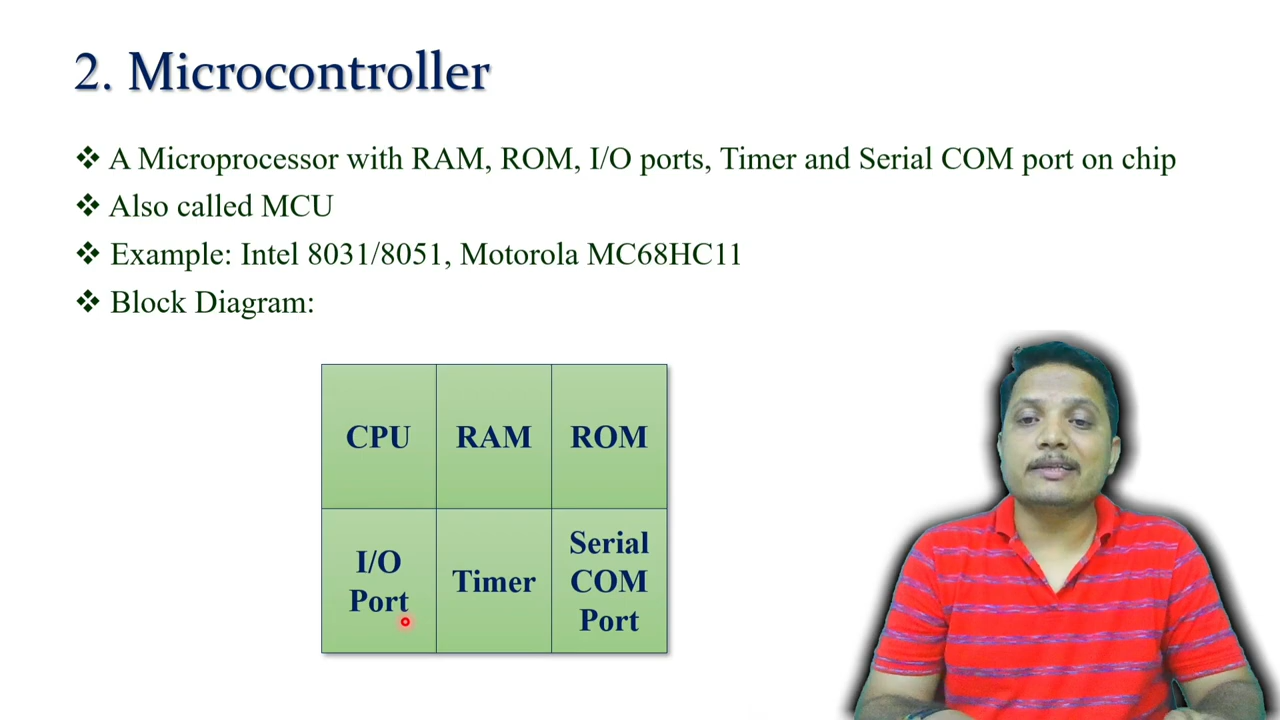 2. Microcontroller
❖ A Microprocessor with RAM, ROM, I/O ports, Timer and Serial COM port on chip
❖ Also called MCU
❖ Example: Intel 8031/8051, Motorola MC68HC11
❖ Block Diagram:
CPU
RAM
ROM
I/O
Port
Timer
Serial
COM
Port